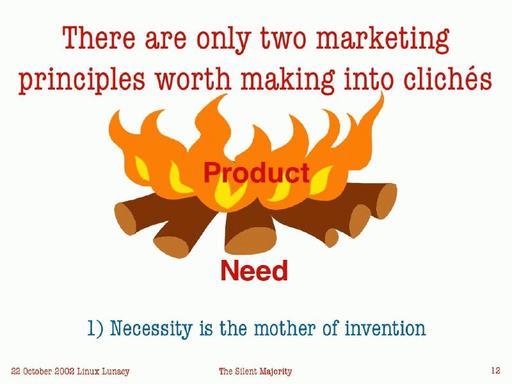 There are only two marketing
principles worth making into clichés
Product
Need
1) Necessity is the mother of invention
22 October 2002 Linux Lunacy
The Silent Majority
12